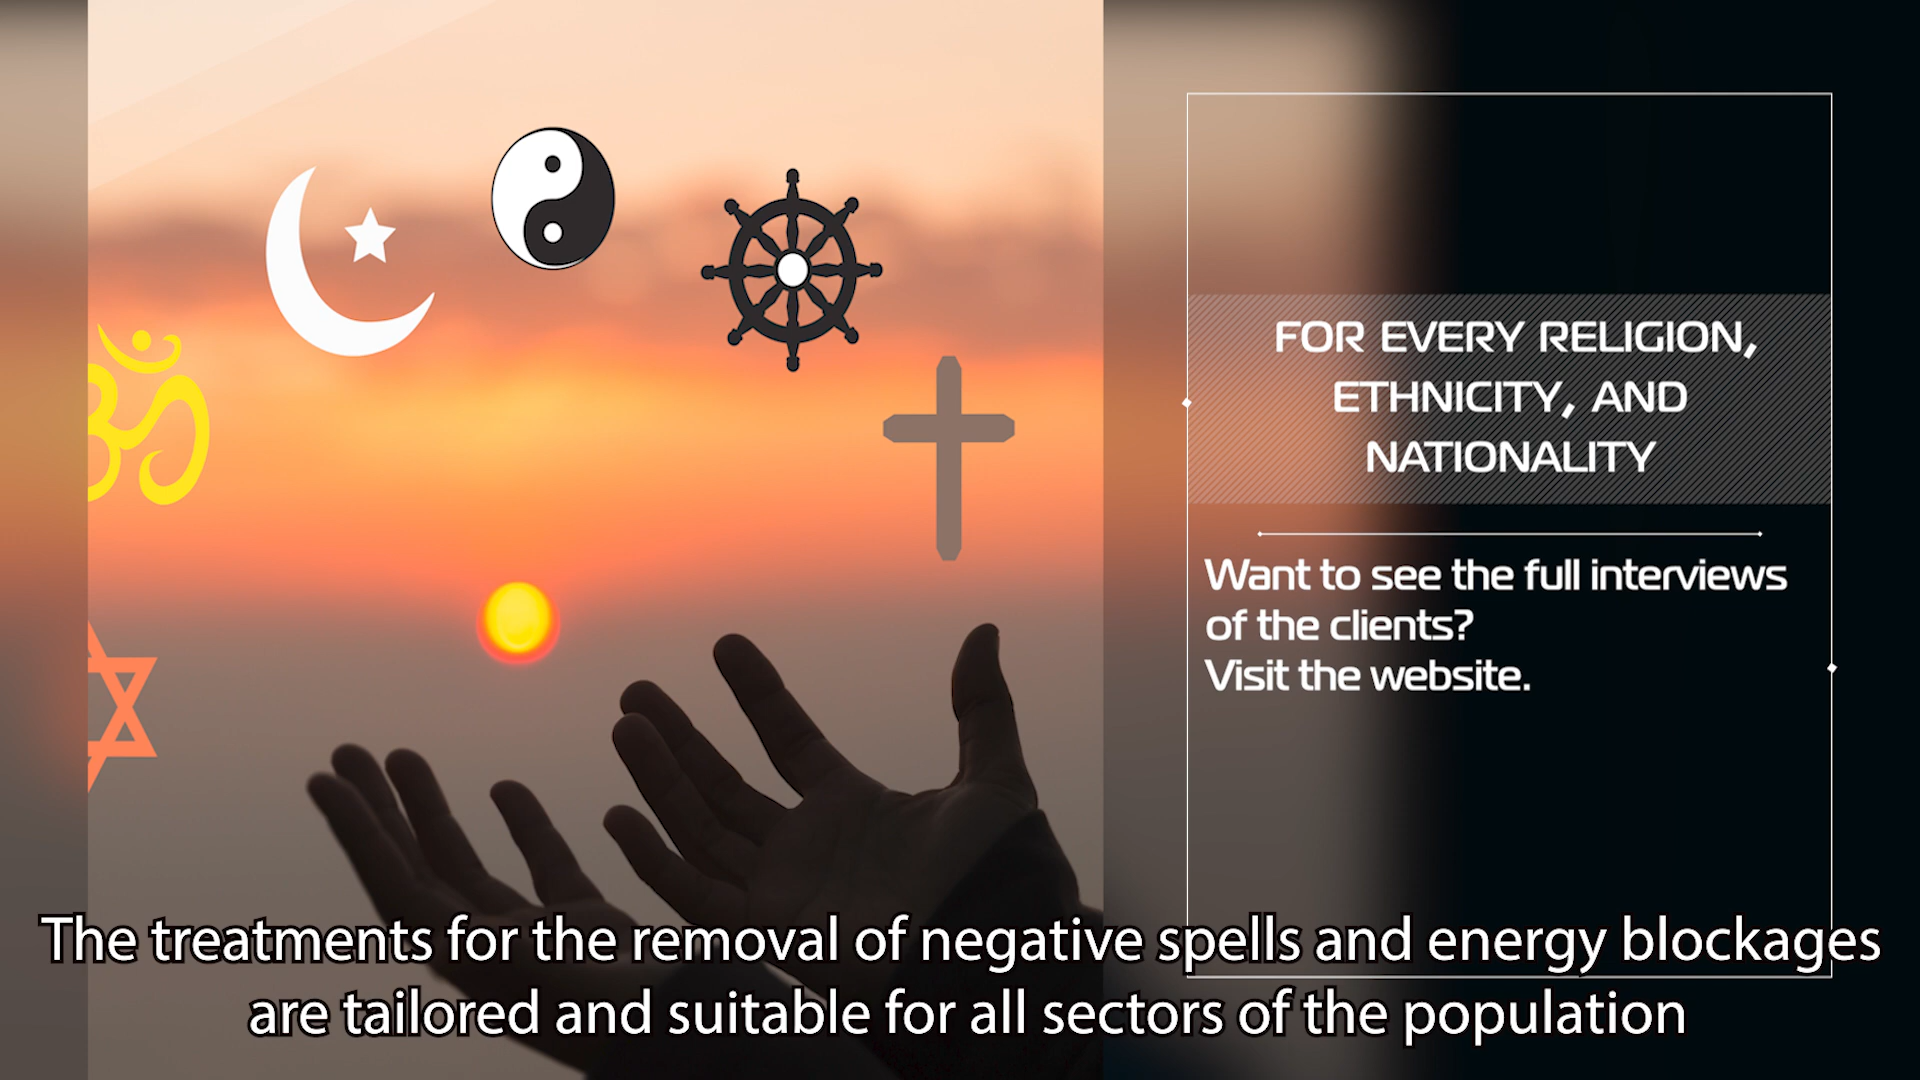 FOR EVERY RELIGION,
ETHNICITY, AND
NATIONALITY
Want to see the full interviews
of the clients?
Visit the website.
The treatments for the removal of negative spells and energy blockages
are tailored and suitable for all sectors of the population